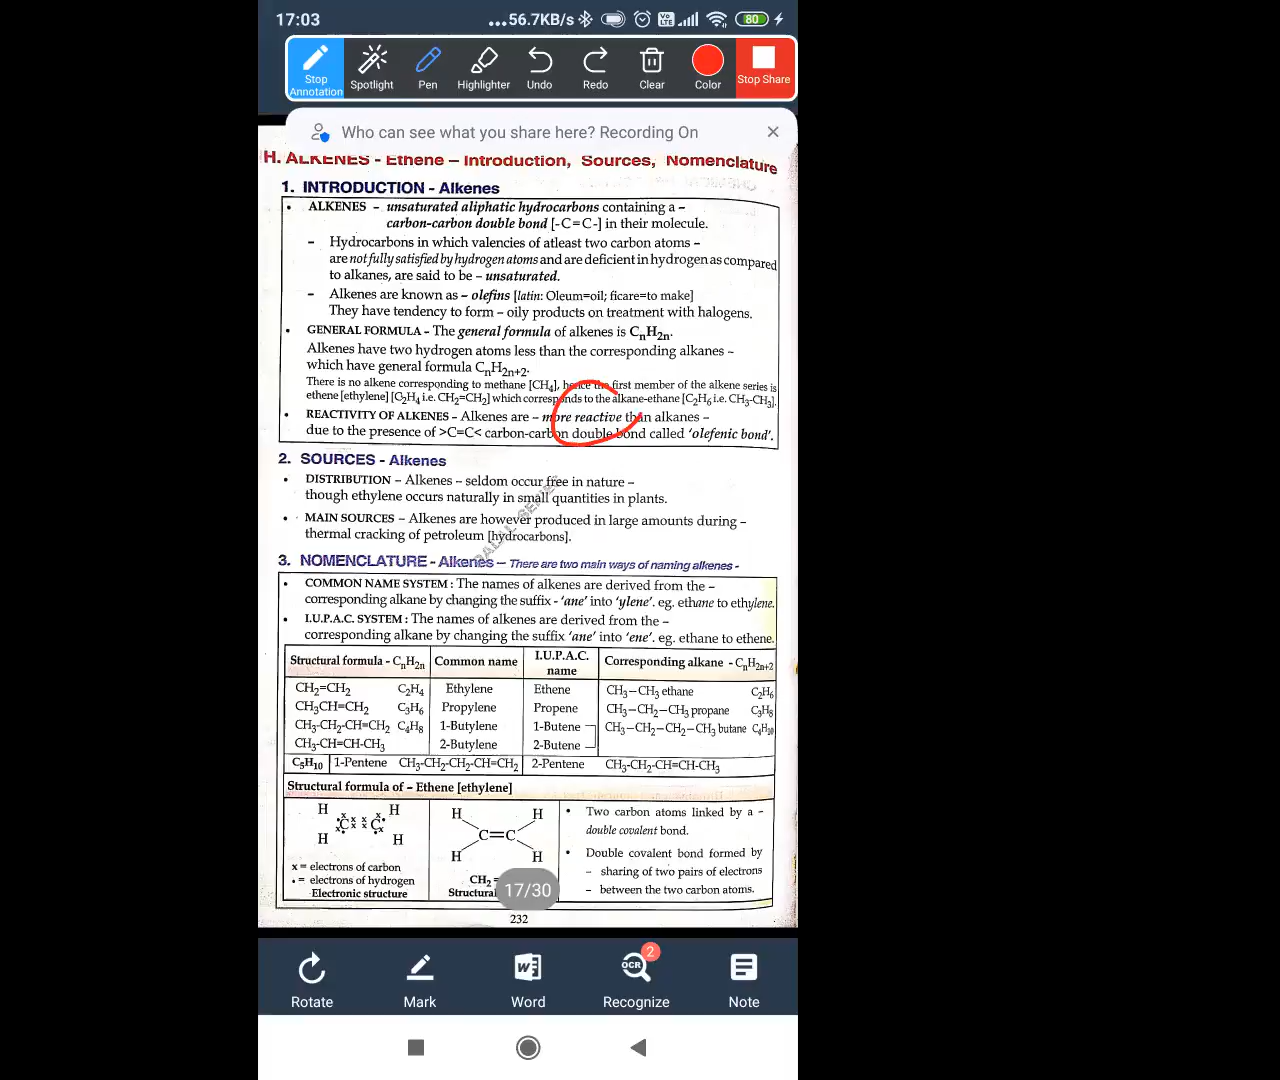 17:03
...56.7KB/s
Vo LTE
80
Stop Annotation
Spotlight
Pen
Highlighter
Undo
Redo
Clear
Color
Stop Share
Who can see what you share here? Recording On
H. ALKENES - Ethene – Introduction, Sources, Nomenclature
1. INTRODUCTION - Alkenes
• ALKENES – unsaturated aliphatic hydrocarbons containing a –
carbon-carbon double bond [-C=C-] in their molecule.
– Hydrocarbons in which valencies of atleast two carbon atoms –
are not fully satisfied by hydrogen atoms and are deficient in hydrogen as compared
to alkanes, are said to be – unsaturated.
– Alkenes are known as – olefins [latin: Oleum=oil; ficare=to make]
They have tendency to form – oily products on treatment with halogens.
• GENERAL FORMULA – The general formula of alkenes is CnH2n.
Alkenes have two hydrogen atoms less than the corresponding alkanes –
which have general formula CnH2n+2.
There is no alkene corresponding to methane [CH4], hence the first member of the alkene series is
ethene [ethylene] [C2H4 i.e. CH2=CH2] which corresponds to the alkane-ethane [C2H6 i.e. CH3-CH3].
• REACTIVITY OF ALKENES – Alkenes are – more reactive than alkanes –
due to the presence of >C=C< carbon-carbon double bond called 'olefenic bond'.
2. SOURCES - Alkenes
• DISTRIBUTION – Alkenes – seldom occur free in nature –
though ethylene occurs naturally in small quantities in plants.
• MAIN SOURCES – Alkenes are however produced in large amounts during –
thermal cracking of petroleum [hydrocarbons].
3. NOMENCLATURE - Alkenes – There are two main ways of naming alkenes -
• COMMON NAME SYSTEM : The names of alkenes are derived from the –
corresponding alkane by changing the suffix - 'ane' into 'ylene'. eg. ethane to ethylene.
• I.U.P.A.C. SYSTEM : The names of alkenes are derived from the –
corresponding alkane by changing the suffix 'ane' into 'ene'. eg. ethane to ethene.
Structural formula - CnH2n Common name I.U.P.A.C. name Corresponding alkane - CnH2n+2
CH2=CH2 C2H4 Ethylene Ethene CH3–CH3 ethane C2H6
CH3CH=CH2 C3H6 Propylene Propene CH3–CH2–CH3 propane C3H8
CH3-CH2-CH=CH2 C4H8 1-Butylene 1-Butene CH3–CH2–CH2–CH3 butane C4H10
CH3-CH=CH-CH3 2-Butylene 2-Butene
C5H10 1-Pentene CH3-CH2-CH2-CH=CH2 2-Pentene CH3-CH2-CH=CH-CH3
Structural formula of – Ethene [ethylene]
H H H H • Two carbon atoms linked by a –
C C C=C double covalent bond.
H H H H • Double covalent bond formed by
x = electrons of carbon – sharing of two pairs of electrons
• = electrons of hydrogen CH2 = – between the two carbon atoms.
Electronic structure Structural
17/30
232
Rotate
Mark
Word
OCR
2
Recognize
Note